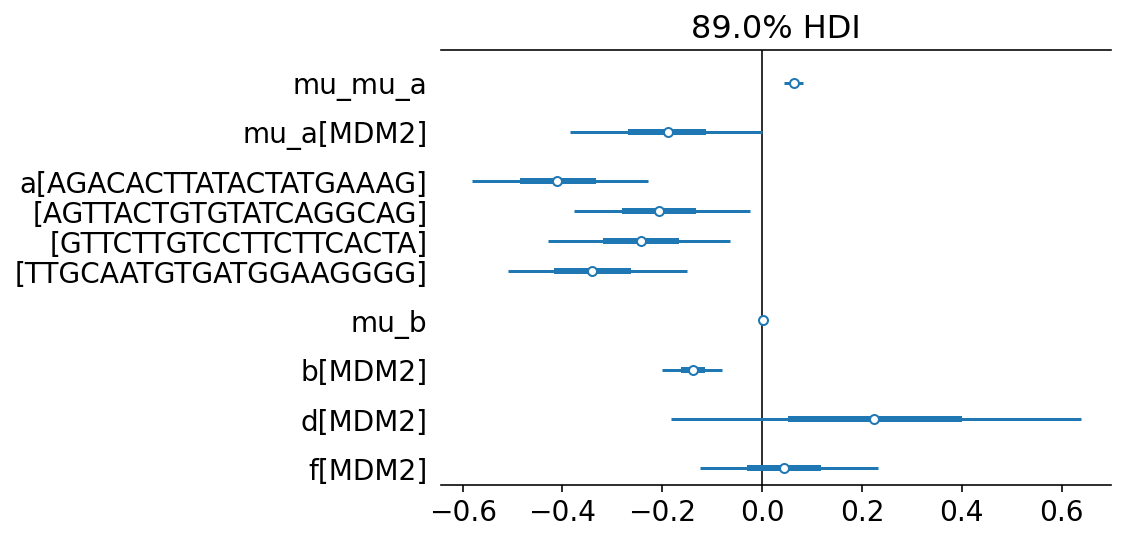 89.0% HDI
mu_mu_a
mu_a[MDM2]
a[AGACACTTATACTATGAAAG]
[AGTTACTGTGTATCAGGCAG]
[GTTCTTGTCCTTCTTCACTA]
[TTGCAATGTGATGGAAGGGG]
mu_b
b[MDM2]
d[MDM2]
f[MDM2]
−0.6 −0.4 −0.2 0.0 0.2 0.4 0.6